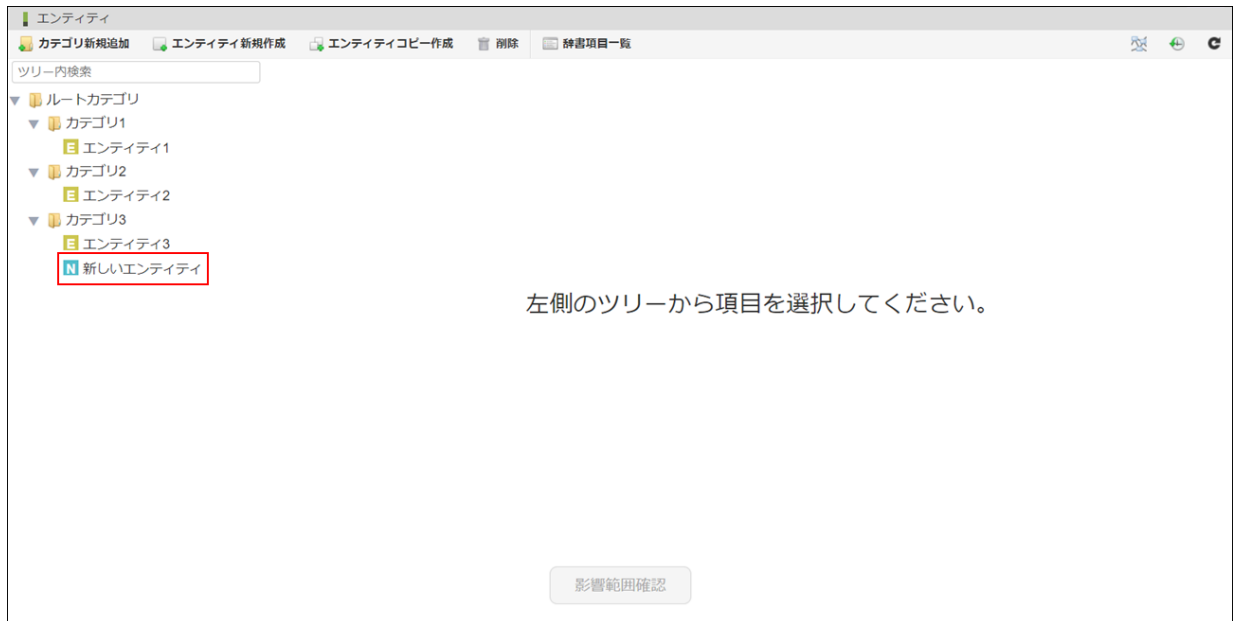 エンティティ
カテゴリ新規追加 エンティティ新規作成 エンティティコピー作成 削除 辞書項目一覧
ツリー内検索
ルートカテゴリ
カテゴリ1
E エンティティ1
カテゴリ2
E エンティティ2
カテゴリ3
E エンティティ3
N 新しいエンティティ
左側のツリーから項目を選択してください。
影響範囲確認